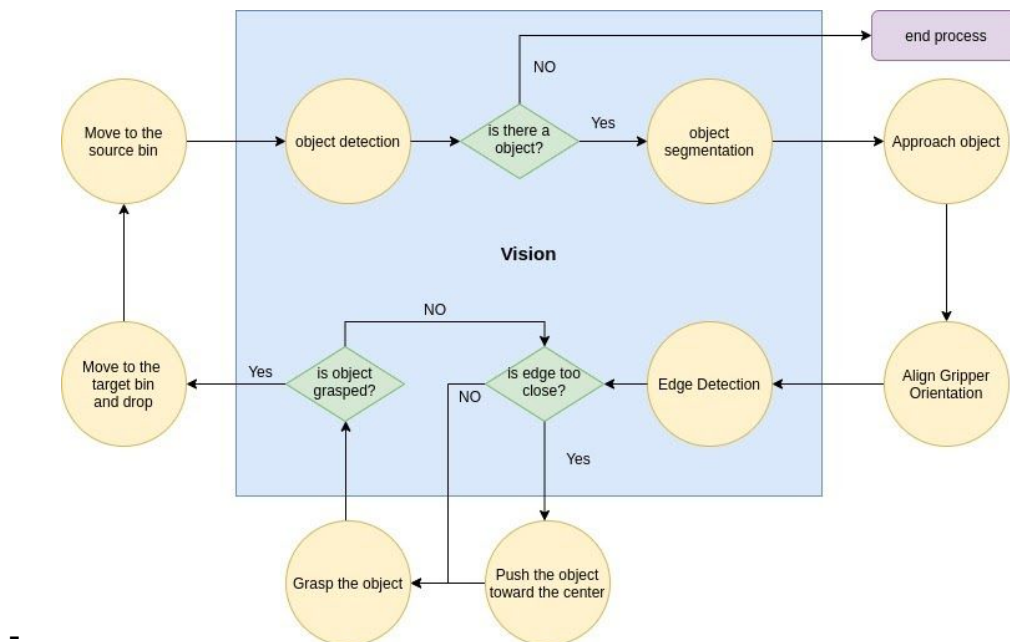 end process
NO
Move to the
source bin
object detection
is there a
object?
Yes
object
segmentation
Approach object
Vision
NO
Move to the
target bin
and drop
Yes
is object
grasped?
is edge too
close?
NO
Edge Detection
Align Gripper
Orientation
Yes
Grasp the object
Push the object
toward the center
-